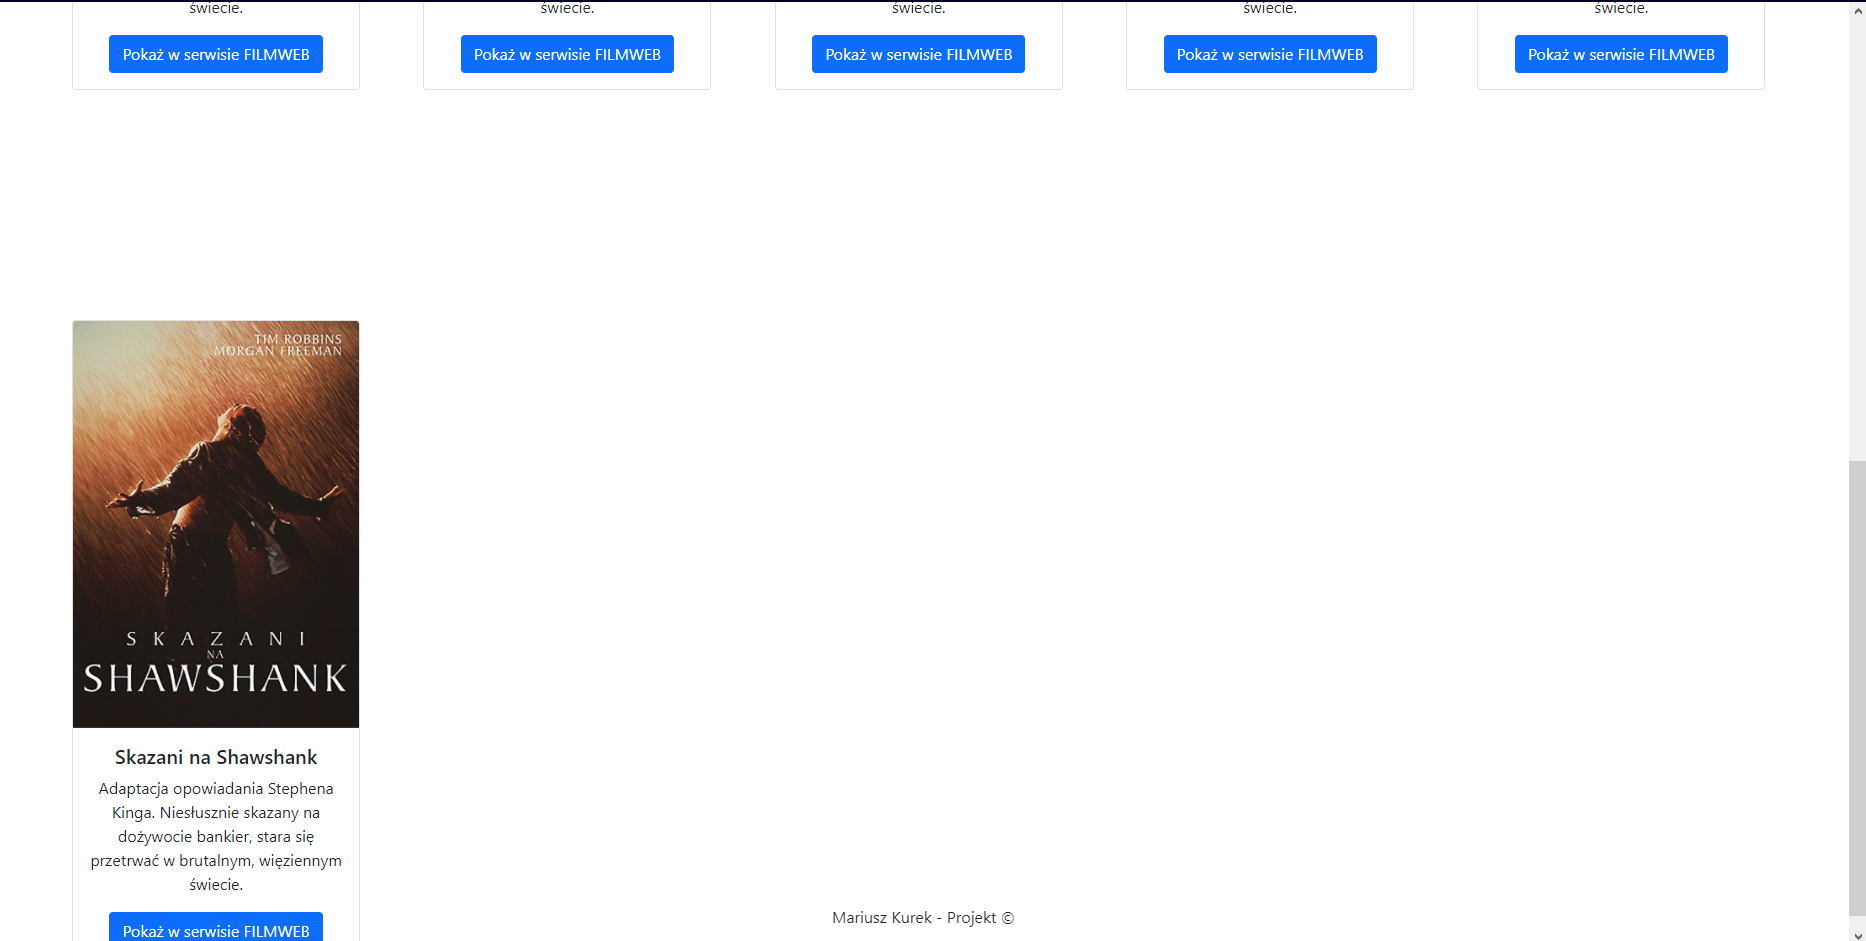 świecie.
świecie.
świecie.
świecie.
świecie.
Pokaż w serwisie FILMWEB
Pokaż w serwisie FILMWEB
Pokaż w serwisie FILMWEB
Pokaż w serwisie FILMWEB
Pokaż w serwisie FILMWEB
TIM ROBBINS
MORGAN FREEMAN
SKAZANI
NA
SHAWSHANK
Skazani na Shawshank
Adaptacja opowiadania Stephena
Kinga. Niesłusznie skazany na
dożywocie bankier, stara się
przetrwać w brutalnym, więziennym
świecie.
Pokaż w serwisie FILMWEB
Mariusz Kurek - Projekt ©